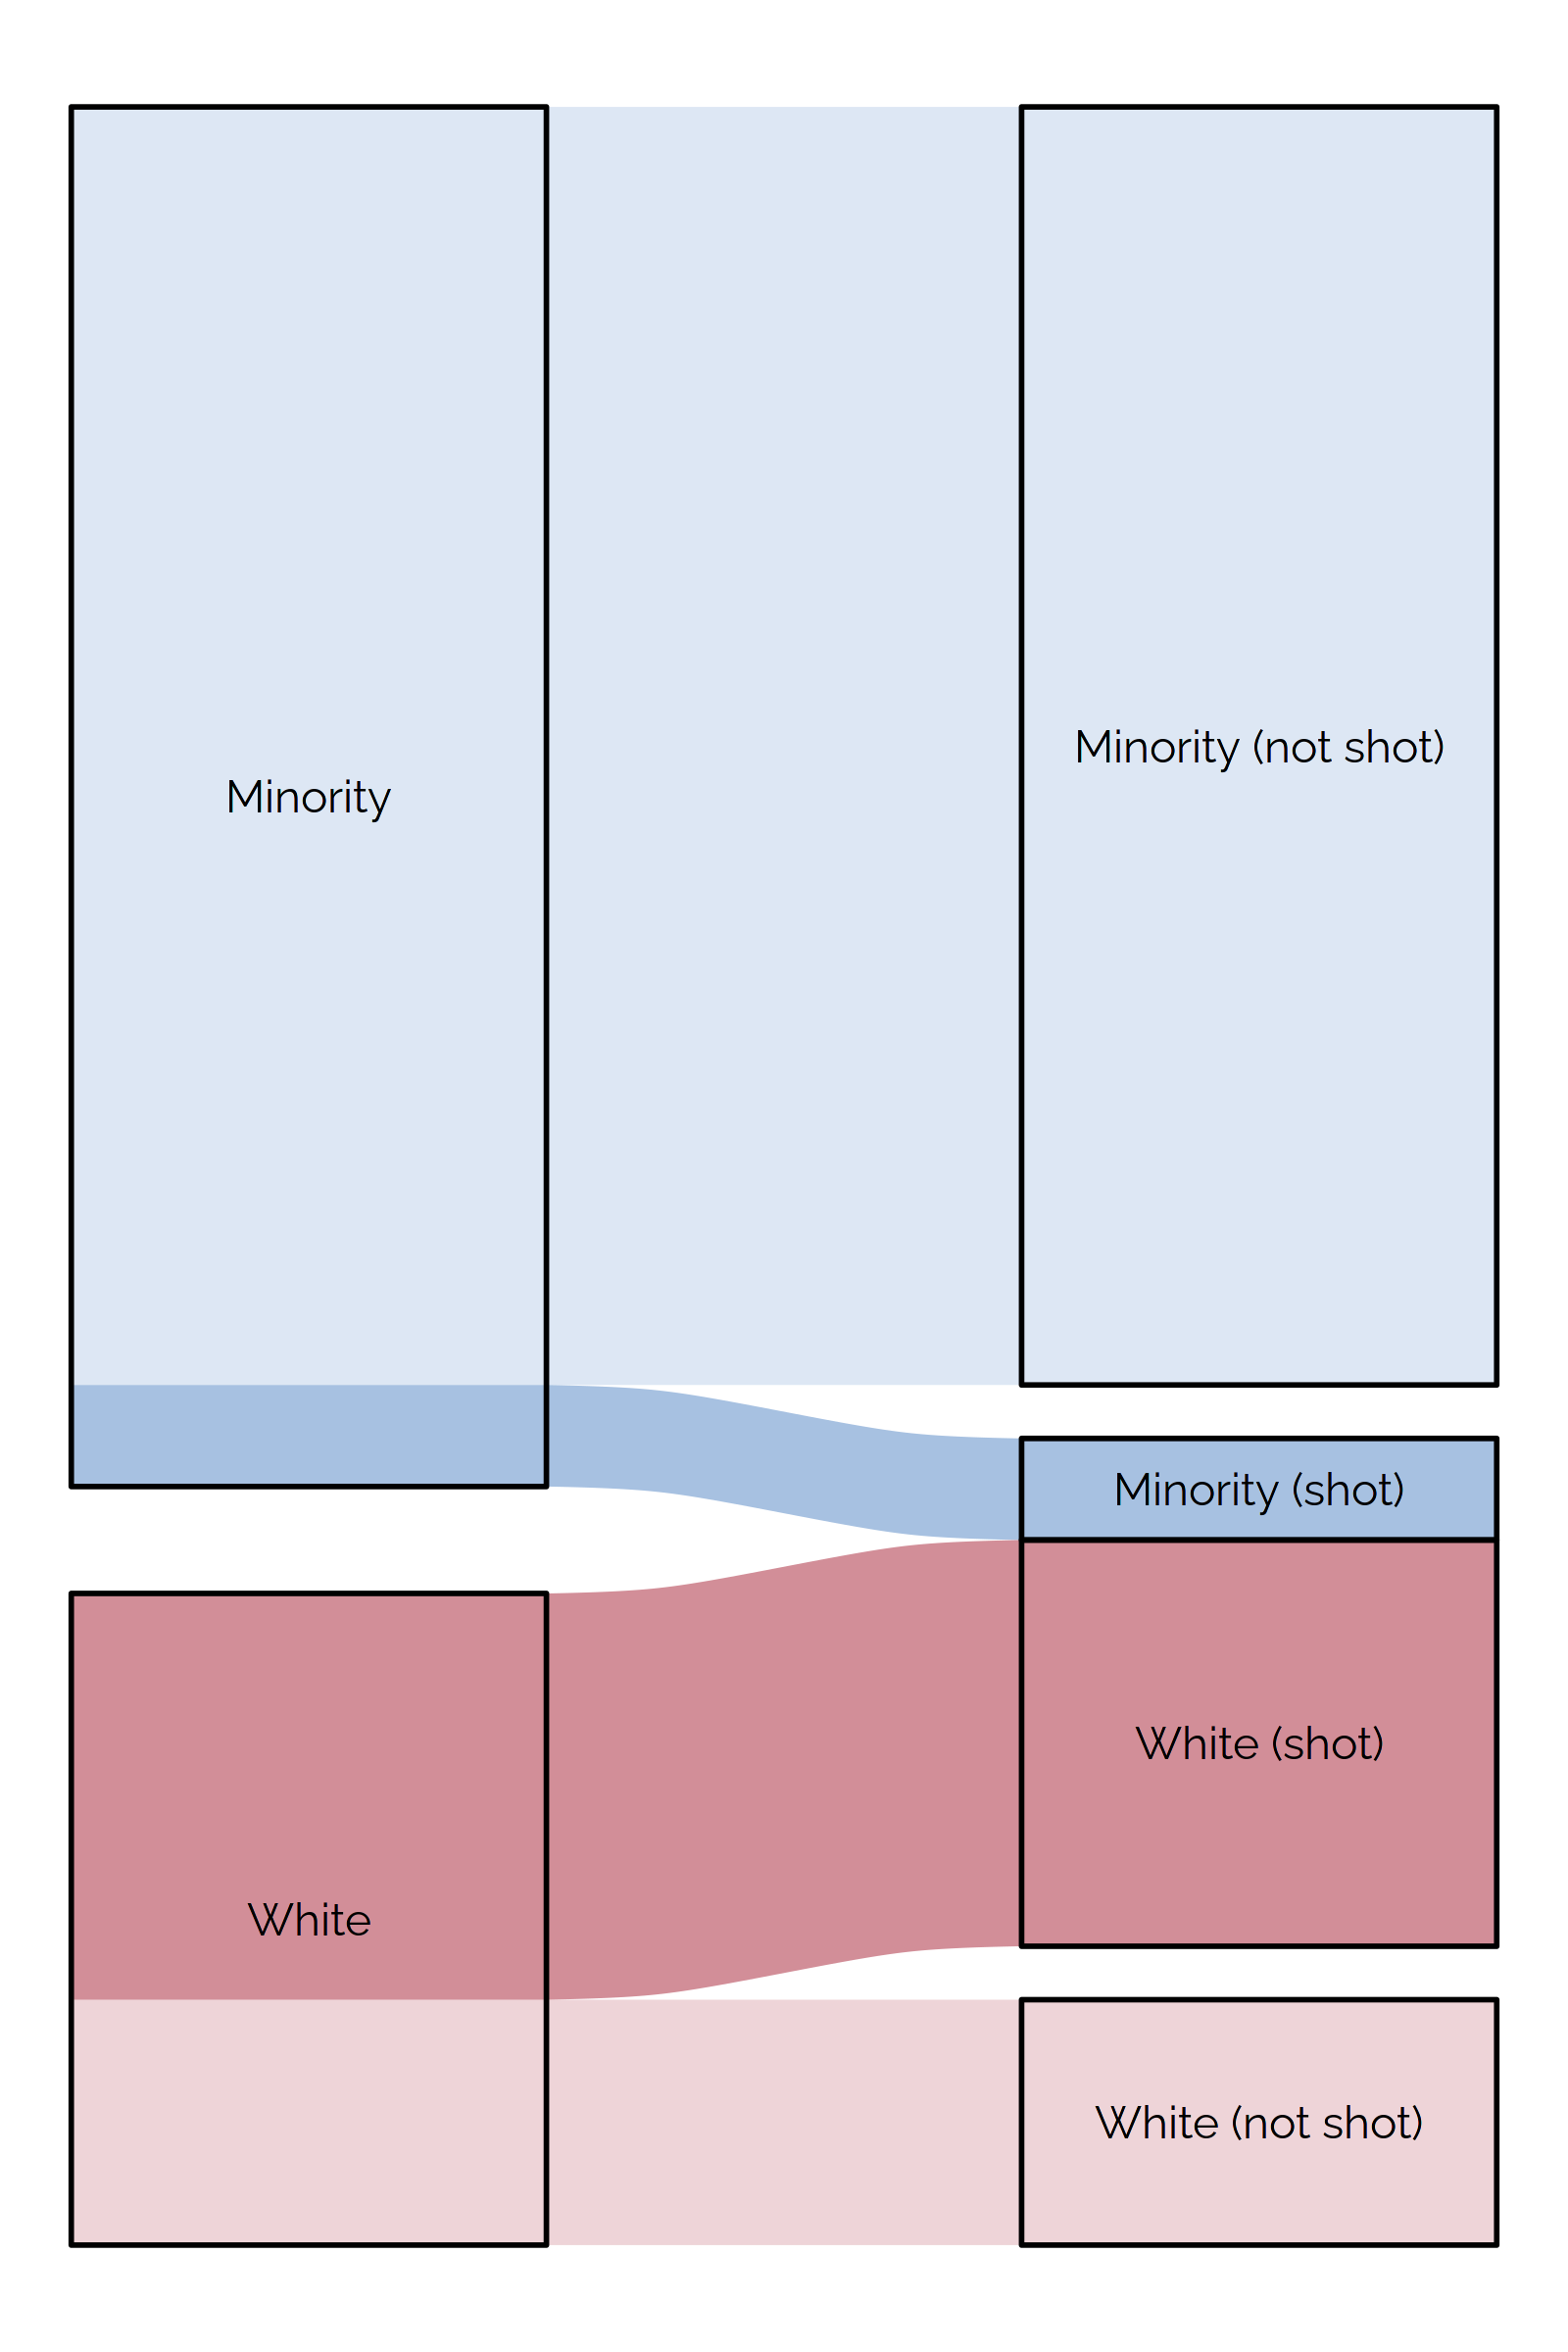 Minority
Minority (not shot)
Minority (shot)
White (shot)
White
White (not shot)